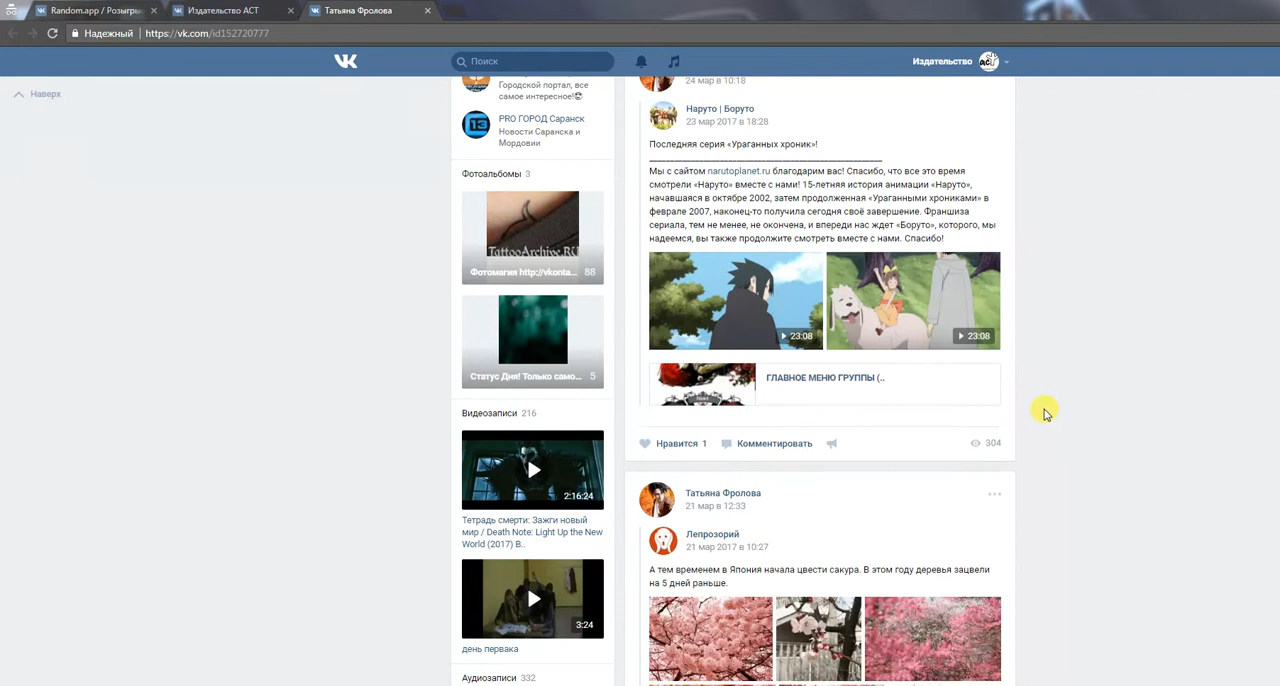 Random.app / Розыгры
Издательство АСТ
Татьяна Фролова
Надежный
https://vk.com/id152720777
Поиск
Издательство
Наверх
Городской портал, все
самое интересное!
PRO ГОРОД Саранск
Новости Саранска и
Мордовии
Фотоальбомы 3
TattooArchive.RU
Фотомагия http://vkonta... 88
Статус Дня! Только само... 5
Видеозаписи 216
2:16:24
Тетрадь смерти: Зажги новый
мир / Death Note: Light Up the New
World (2017) В..
3:24
день первака
Аудиозаписи 332
24 мар в 10:18
Наруто | Боруто
23 мар 2017 в 18:28
Последняя серия «Ураганных хроник»!
Мы с сайтом narutoplanet.ru благодарим вас! Спасибо, что все это время
смотрели «Наруто» вместе с нами! 15-летняя история анимации «Наруто»,
начавшаяся в октябре 2002, затем продолженная «Ураганными хрониками» в
феврале 2007, наконец-то получила сегодня своё завершение. Франшиза
сериала, тем не менее, не окончена, и впереди нас ждет «Боруто», которого, мы
надеемся, вы также продолжите смотреть вместе с нами. Спасибо!
23:08
23:08
ГЛАВНОЕ МЕНЮ ГРУППЫ (..
Нравится 1
Комментировать
304
Татьяна Фролова
21 мар в 12:33
Лепрозорий
21 мар 2017 в 10:27
А тем временем в Япония начала цвести сакура. В этом году деревья зацвели
на 5 дней раньше.